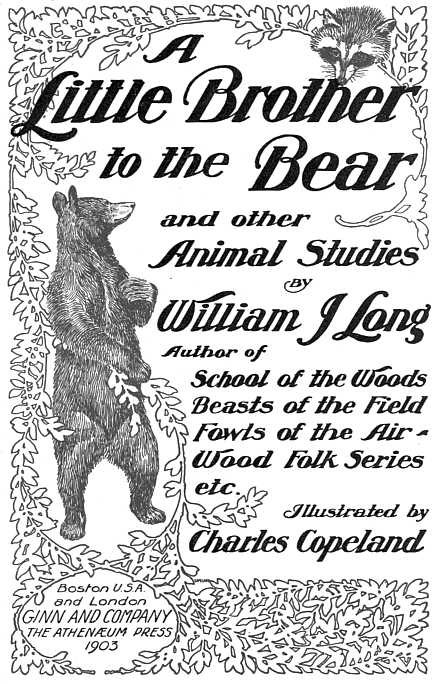 A
Little Brother
to the Bear
and other
Animal Studies
By
William J Long
Author of
School of the Woods
Beasts of the Field
Fowls of the Air -
Wood Folk Series
etc.
Illustrated by
Charles Copeland
Boston U.S.A.
and London
GINN AND COMPANY
THE ATHENÆUM PRESS
1903